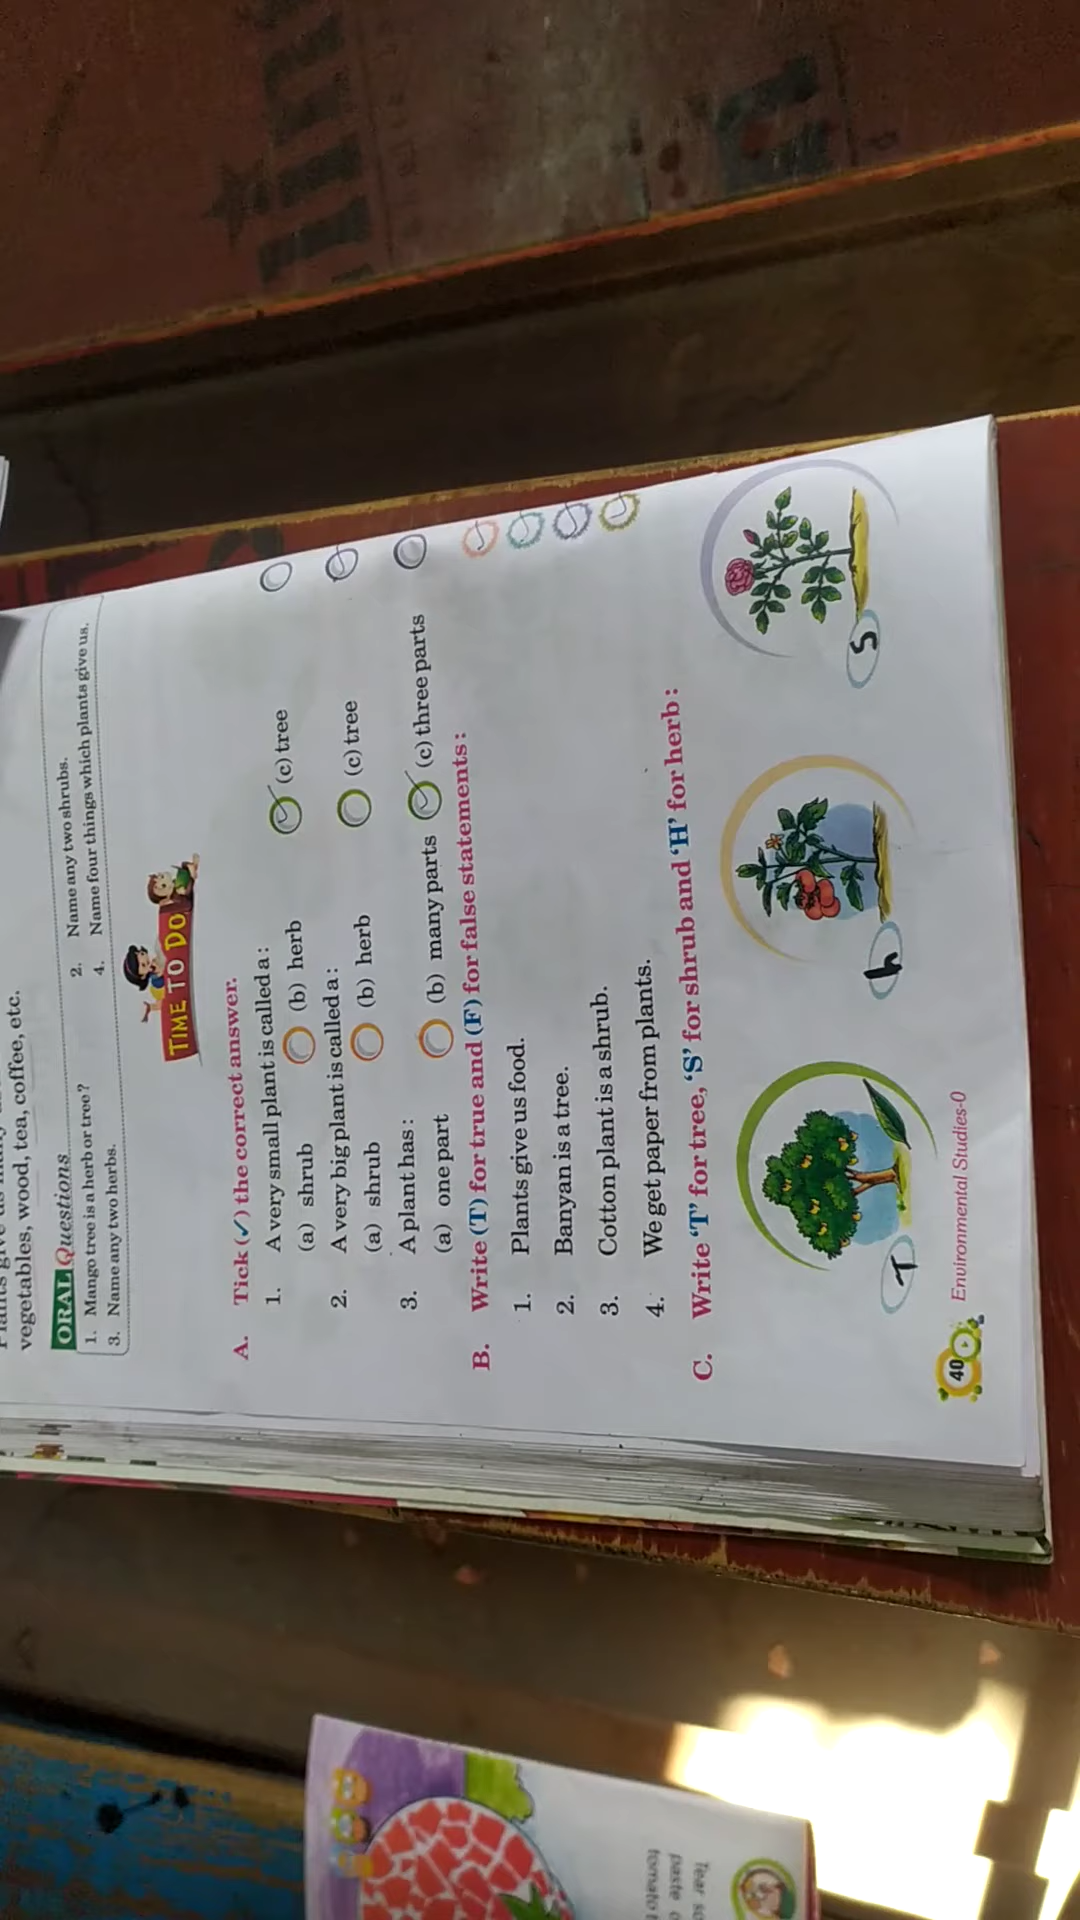 vegetables, wood, tea, coffee, etc.
ORAL Questions
1. Mango tree is a herb or tree? 2. Name any two shrubs.
3. Name any two herbs. 4. Name four things which plants give us.
TIME TO DO
A. Tick (✓) the correct answer.
1. A very small plant is called a :
(a) shrub (b) herb (c) tree
2. A very big plant is called a :
(a) shrub (b) herb (c) tree
3. A plant has :
(a) one part (b) many parts (c) three parts
B. Write (T) for true and (F) for false statements :
1. Plants give us food.
2. Banyan is a tree.
3. Cotton plant is a shrub.
4. We get paper from plants.
C. Write ‘T’ for tree, ‘S’ for shrub and ‘H’ for herb :
T h S
40 Environmental Studies-0
Tear
paste
tomato